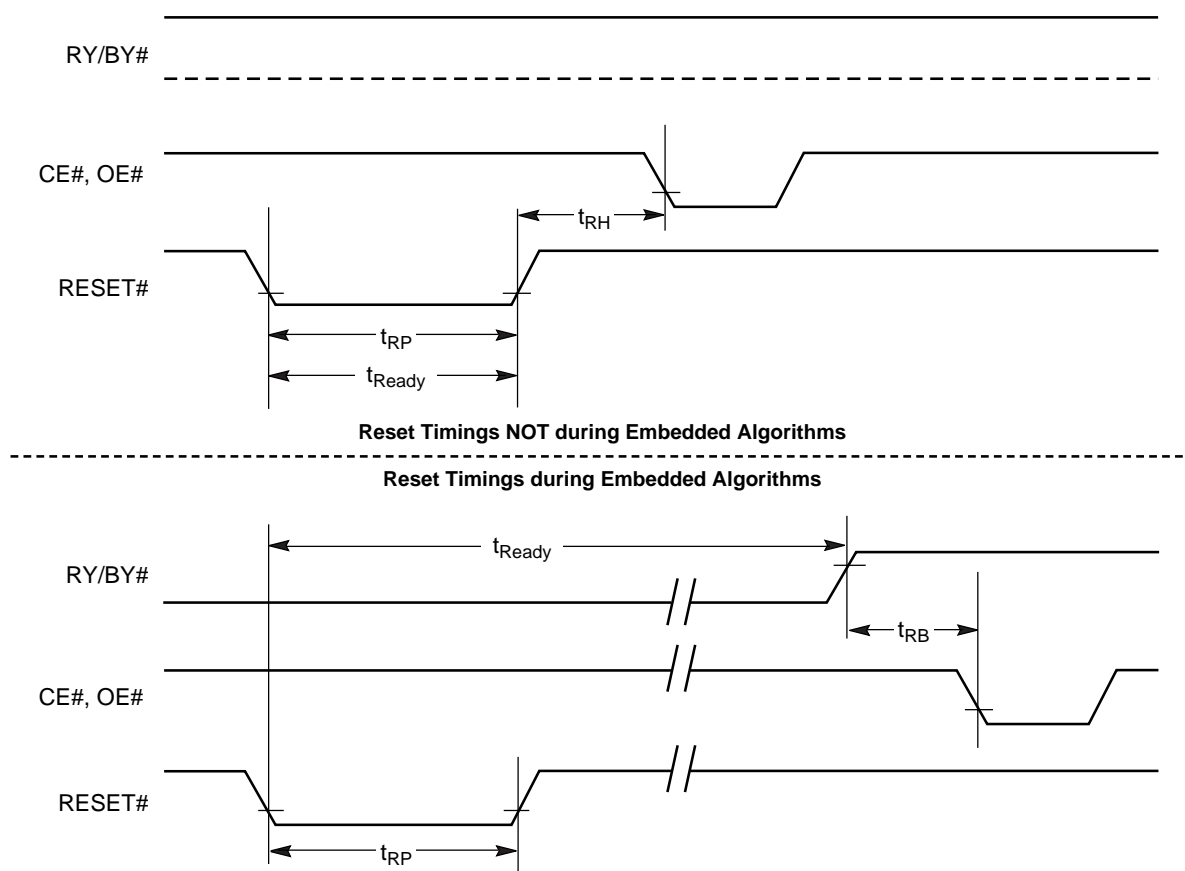 RY/BY#
CE#, OE#
tRH
RESET#
tRP
tReady
Reset Timings NOT during Embedded Algorithms
Reset Timings during Embedded Algorithms
tReady
RY/BY#
tRB
CE#, OE#
RESET#
tRP